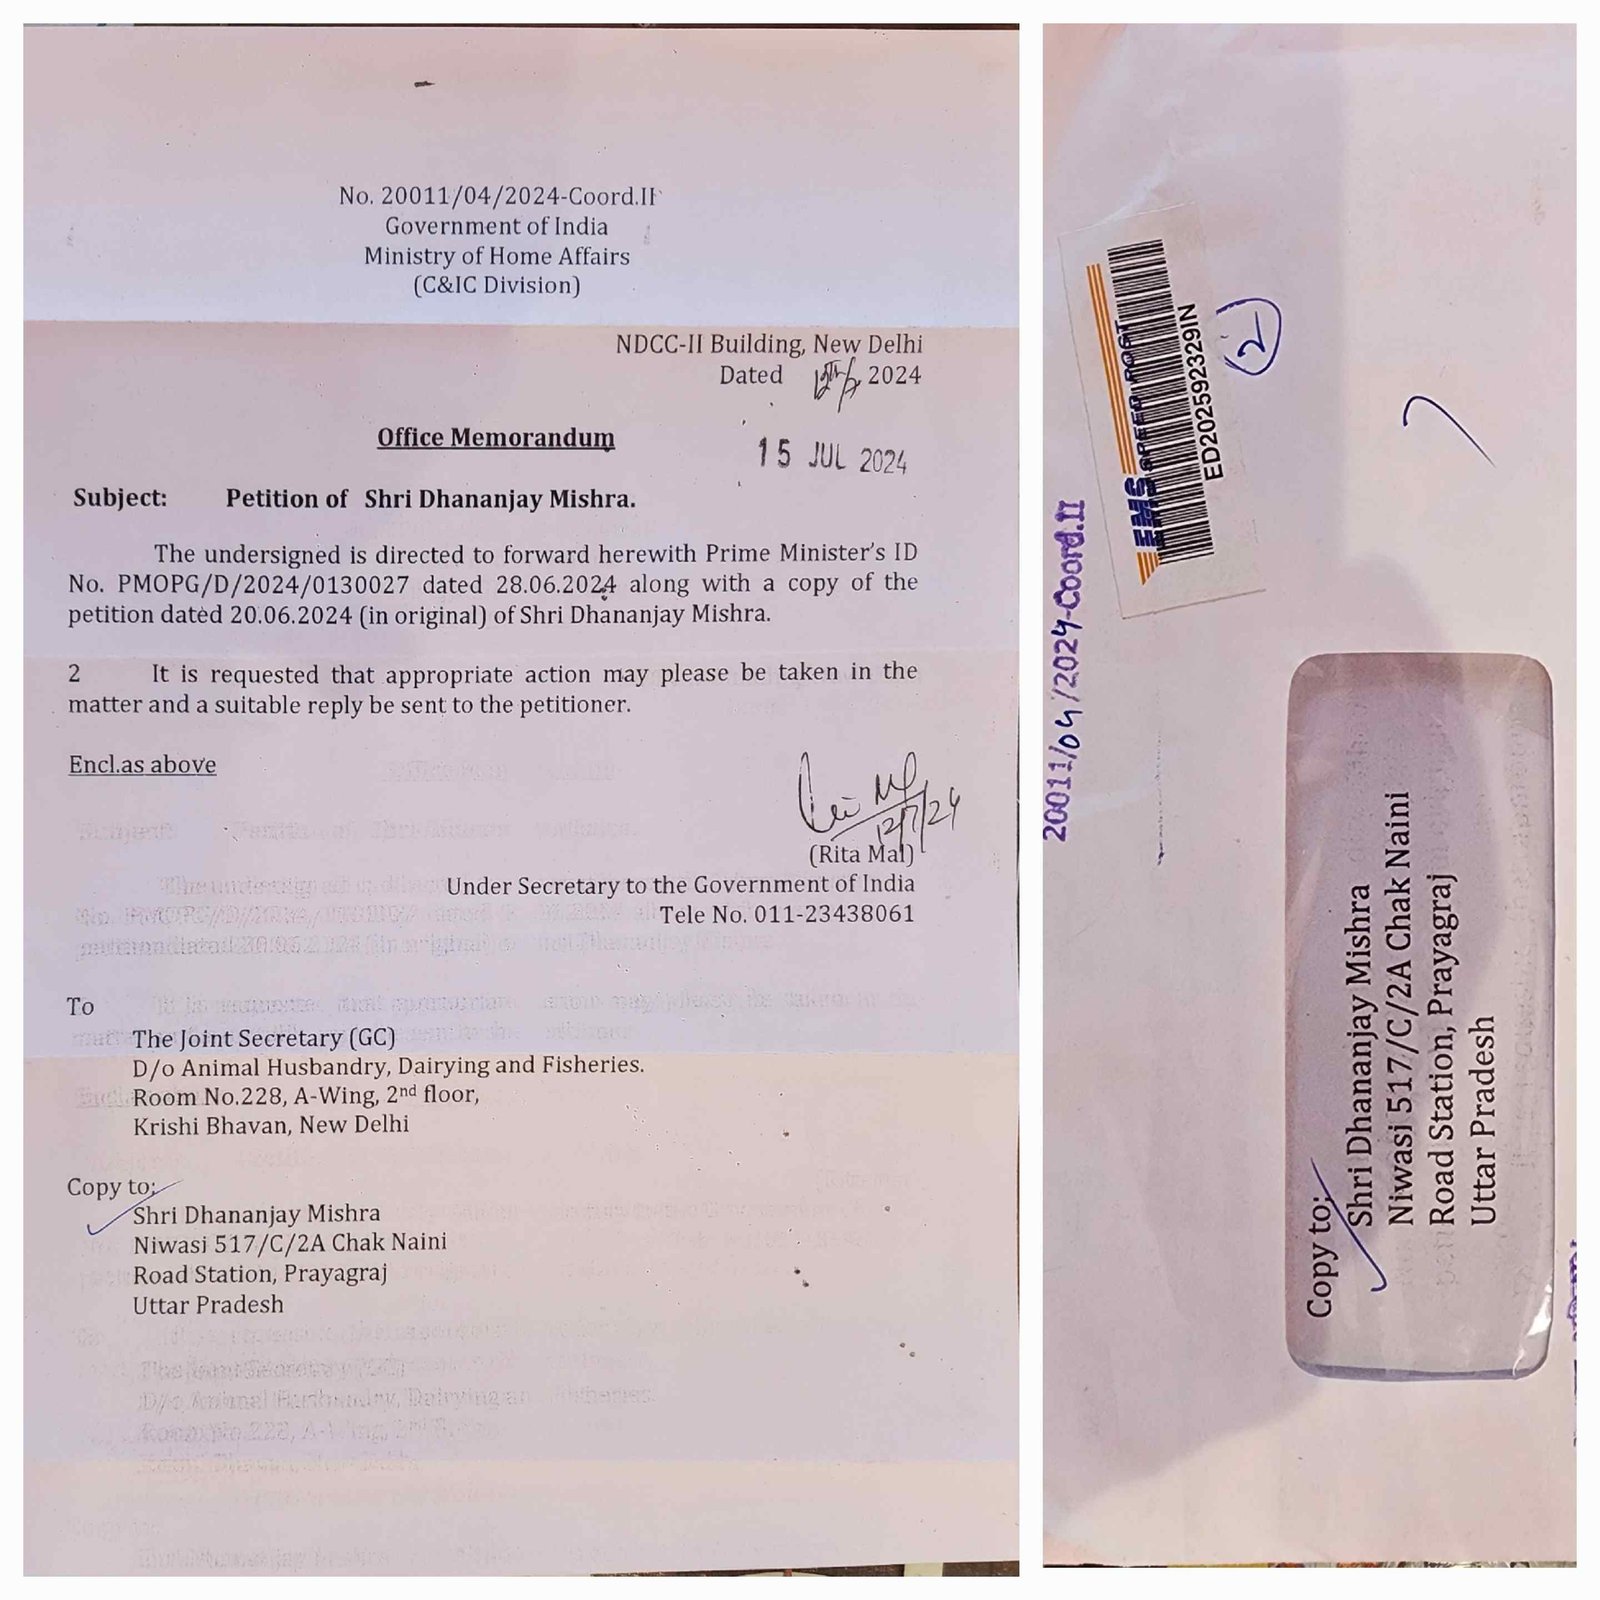 No. 20011/04/2024-Coord.II
Government of India
Ministry of Home Affairs
(C&IC Division)
NDCC-II Building, New Delhi
Dated 12th/7 2024
Office Memorandum
15 JUL 2024
Subject: Petition of Shri Dhananjay Mishra.
The undersigned is directed to forward herewith Prime Minister's ID
No. PMOPG/D/2024/0130027 dated 28.06.2024 along with a copy of the
petition dated 20.06.2024 (in original) of Shri Dhananjay Mishra.
2 It is requested that appropriate action may please be taken in the
matter and a suitable reply be sent to the petitioner.
Encl.as above
12/7/24
(Rita Mal)
Under Secretary to the Government of India
Tele No. 011-23438061
To
The Joint Secretary (GC)
D/o Animal Husbandry, Dairying and Fisheries.
Room No.228, A-Wing, 2nd floor,
Krishi Bhavan, New Delhi
Copy to:
Shri Dhananjay Mishra
Niwasi 517/C/2A Chak Naini
Road Station, Prayagraj
Uttar Pradesh
20011/04/2024-Coord.II
EMS SPEED POST
ED202592329IN
2
Copy to:
Shri Dhananjay Mishra
Niwasi 517/C/2A Chak Naini
Road Station, Prayagraj
Uttar Pradesh